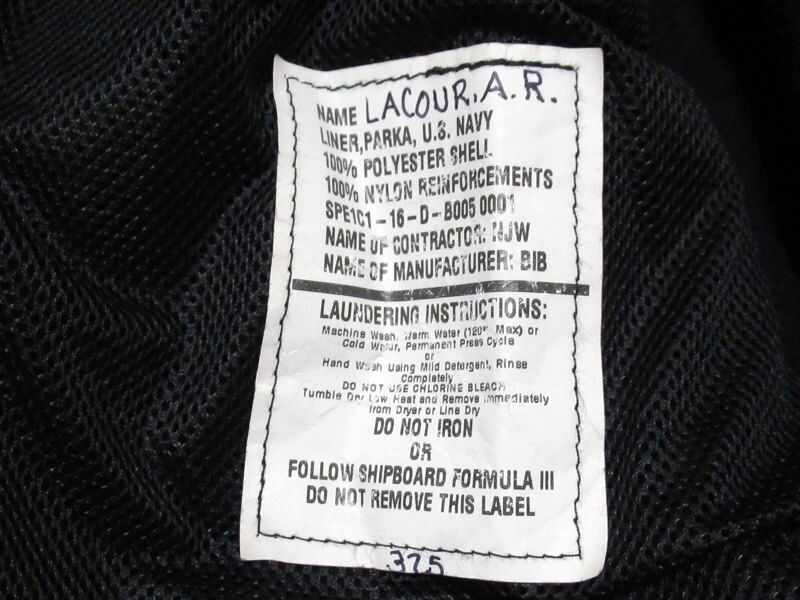 NAME LACOUR, A. R.
LINER, PARKA, U.S. NAVY
100% POLYESTER SHELL
100% NYLON REINFORCEMENTS
SPE1C1-16-D-B005 0001
NAME OF CONTRACTOR: NJW
NAME OF MANUFACTURER: BIB
LAUNDERING INSTRUCTIONS:
Machine Wash, Warm Water (120° Max) or
Cold Water, Permanent Press Cycle
or
Hand Wash Using Mild Detergent, Rinse
Completely
DO NOT USE CHLORINE BLEACH
Tumble Dry Low Heat and Remove Immediately
from Dryer or Line Dry
DO NOT IRON
OR
FOLLOW SHIPBOARD FORMULA III
DO NOT REMOVE THIS LABEL
375